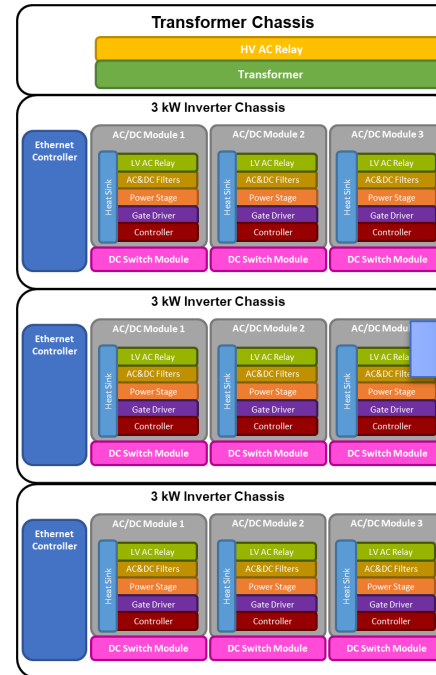 Transformer Chassis
HV AC Relay
Transformer
3 kW Inverter Chassis
Ethernet Controller
AC/DC Module 1
Heat Sink
LV AC Relay
AC&DC Filters
Power Stage
Gate Driver
Controller
DC Switch Module
AC/DC Module 2
Heat Sink
LV AC Relay
AC&DC Filters
Power Stage
Gate Driver
Controller
DC Switch Module
AC/DC Module 3
Heat Sink
LV AC Relay
AC&DC Filters
Power Stage
Gate Driver
Controller
DC Switch Module
3 kW Inverter Chassis
Ethernet Controller
AC/DC Module 1
Heat Sink
LV AC Relay
AC&DC Filters
Power Stage
Gate Driver
Controller
DC Switch Module
AC/DC Module 2
Heat Sink
LV AC Relay
AC&DC Filters
Power Stage
Gate Driver
Controller
DC Switch Module
AC/DC
Heat Sink
LV AC
AC&DC
Power Stage
Gate Driver
Controller
DC Switch Module
3 kW Inverter Chassis
Ethernet Controller
AC/DC Module 1
Heat Sink
LV AC Relay
AC&DC Filters
Power Stage
Gate Driver
Controller
DC Switch Module
AC/DC Module 2
Heat Sink
LV AC Relay
AC&DC Filters
Power Stage
Gate Driver
Controller
DC Switch Module
AC/DC Module 3
Heat Sink
LV AC Relay
AC&DC Filters
Power Stage
Gate Driver
Controller
DC Switch Module